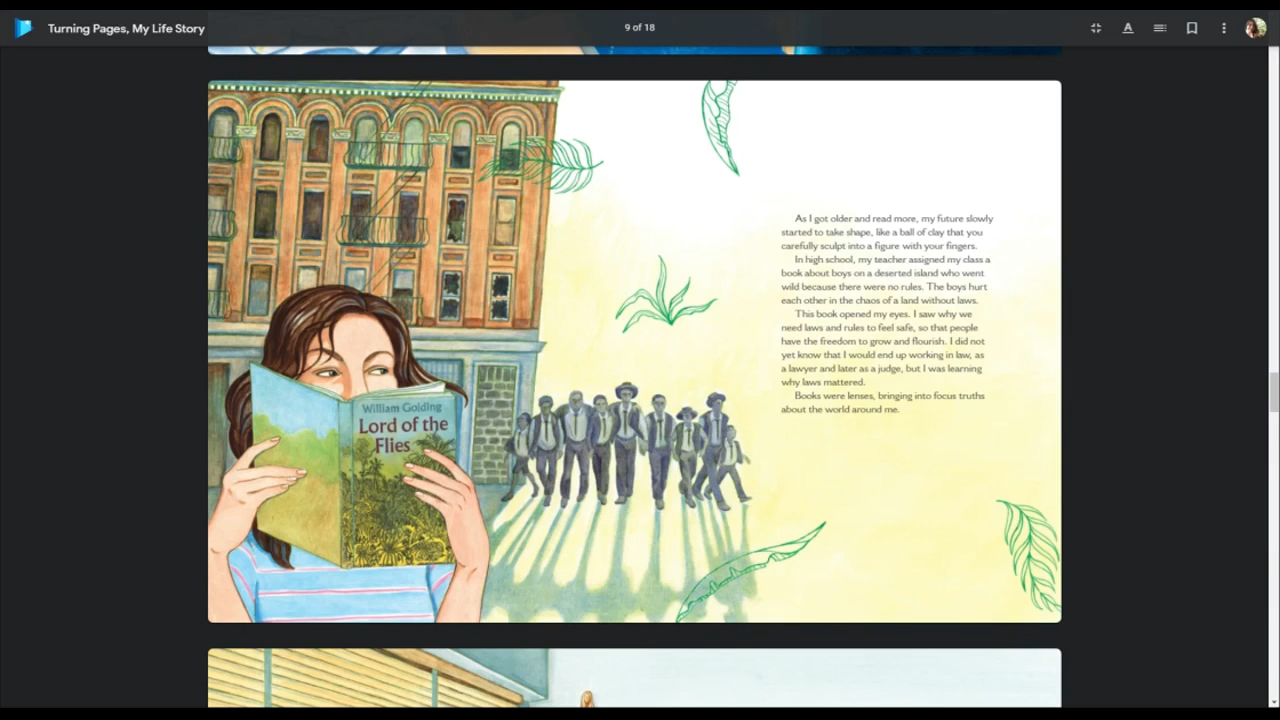 Turning Pages, My Life Story
9 of 18
As I got older and read more, my future slowly
started to take shape, like a ball of clay that you
carefully sculpt into a figure with your fingers.
In high school, my teacher assigned my class a
book about boys on a deserted island who went
wild because there were no rules. The boys hurt
each other in the chaos of a land without laws.
This book opened my eyes. I saw why we
need laws and rules to feel safe, so that people
have the freedom to grow and flourish. I did not
yet know that I would end up working in law, as
a lawyer and later as a judge, but I was learning
why laws mattered.
Books were lenses, bringing into focus truths
about the world around me.
William Golding
Lord of the
Flies